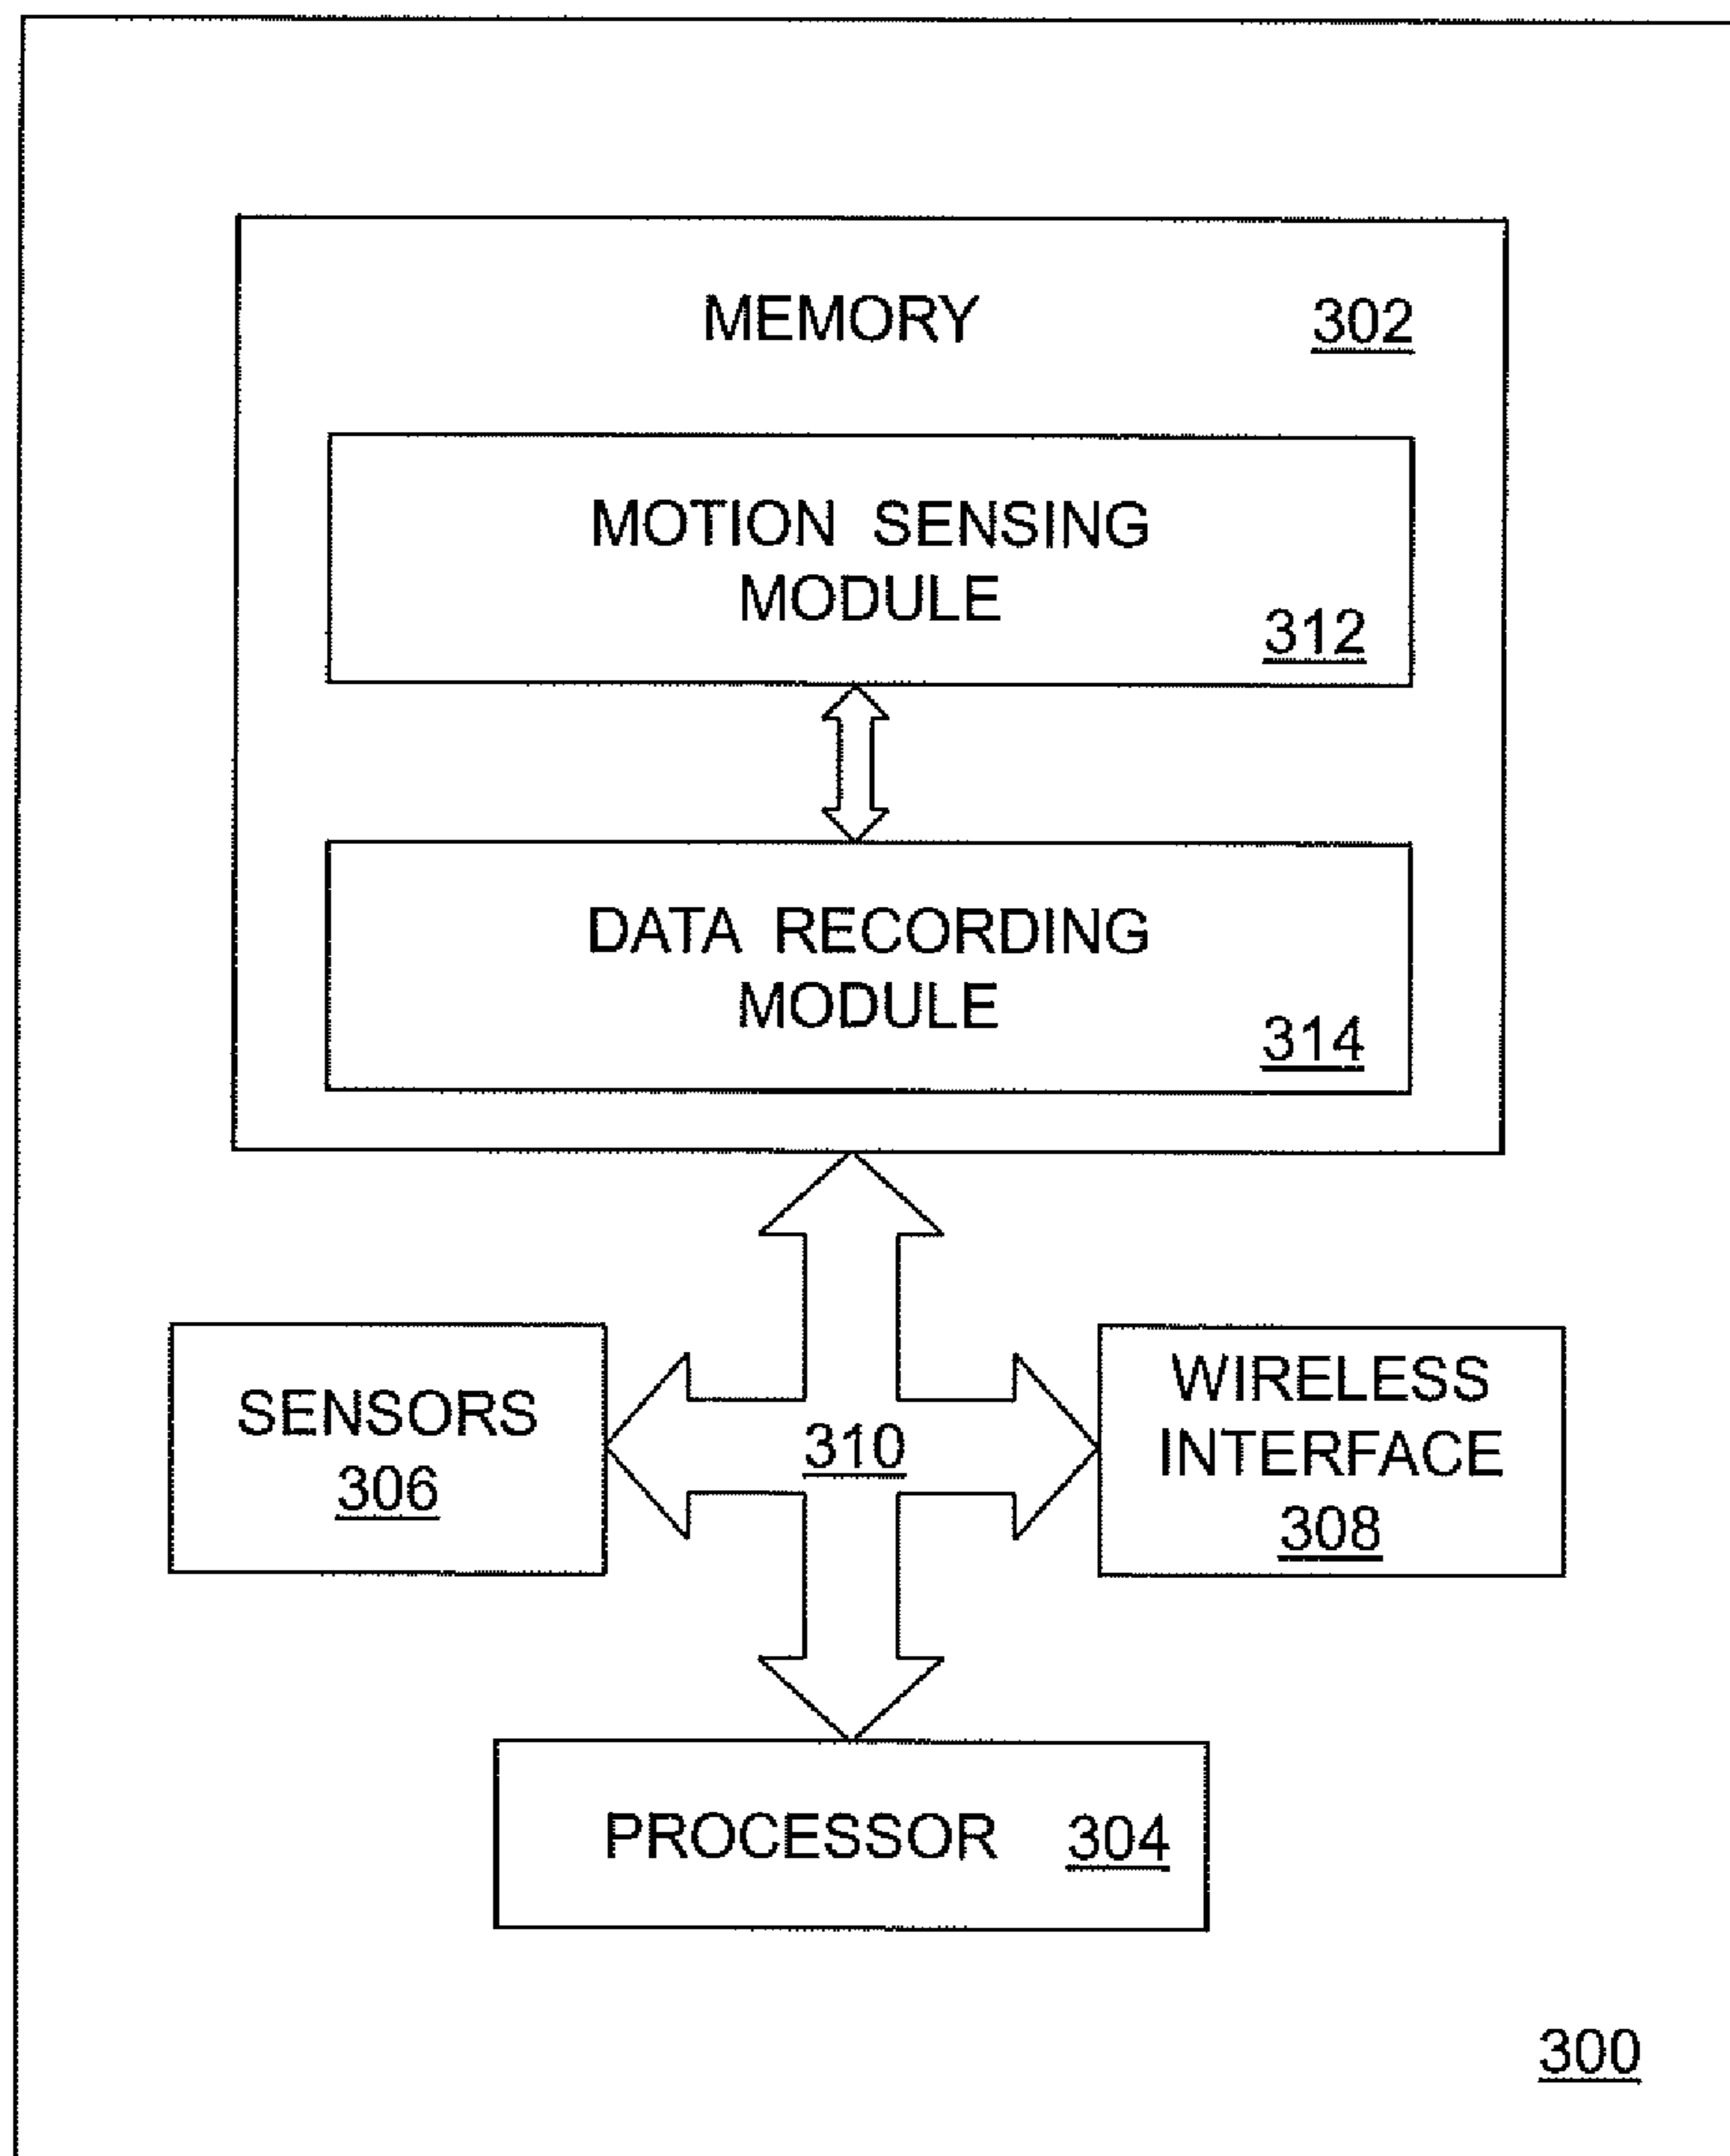 MEMORY 302
MOTION SENSING
MODULE
312
DATA RECORDING
MODULE
314
SENSORS
306
310
WIRELESS
INTERFACE
308
PROCESSOR 304
300